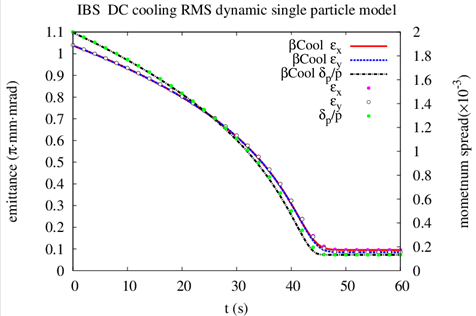 IBS DC cooling RMS dynamic single particle model
emittance (π·mm·mrad)
1.1
1
0.9
0.8
0.7
0.6
0.5
0.4
0.3
0.2
0.1
0
βCool εx
βCool εy
βCool δp/p
εx
εy
δp/p
2
1.8
1.6
1.4
1.2
1
0.8
0.6
0.4
0.2
0
momentum spread(×10⁻³)
0 10 20 30 40 50 60
t (s)